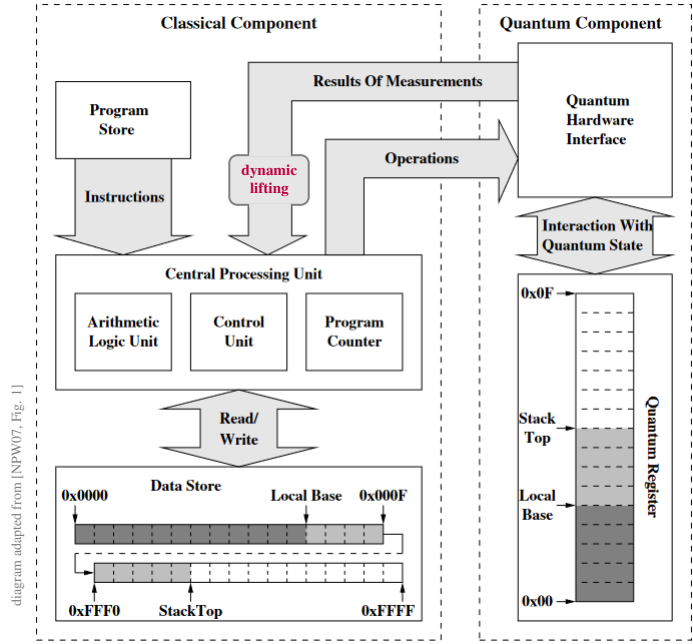 Classical Component
Quantum Component
Program
Store
Results Of Measurements
Quantum
Hardware
Interface
dynamic
lifting
Operations
Instructions
Interaction With
Quantum State
Central Processing Unit
Arithmetic
Logic Unit
Control
Unit
Program
Counter
Read/
Write
Data Store
0x0000
Local Base
0x000F
0xFFF0
StackTop
0xFFFF
0x0F
Stack
Top
Local
Base
0x00
Quantum Register
diagram adapted from [NPW07, Fig. 1]